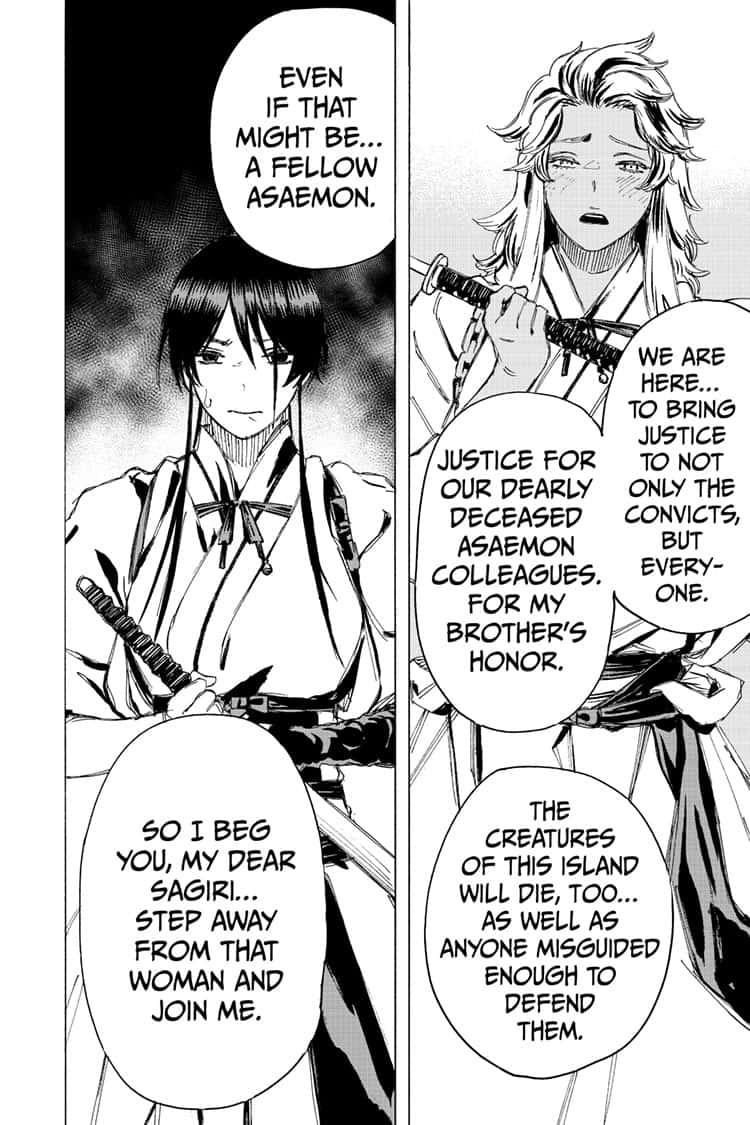 WE ARE
HERE...
TO BRING
JUSTICE
TO NOT
ONLY THE
CONVICTS,
BUT
EVERY-
ONE.
JUSTICE FOR
OUR DEARLY
DECEASED
ASAEMON
COLLEAGUES.
FOR MY
BROTHER'S
HONOR.
THE
CREATURES
OF THIS ISLAND
WILL DIE, TOO...
AS WELL AS
ANYONE MISGUIDED
ENOUGH TO
DEFEND
THEM.
EVEN
IF THAT
MIGHT BE...
A FELLOW
ASAEMON.
SO I BEG
YOU, MY DEAR
SAGIRI...
STEP AWAY
FROM THAT
WOMAN AND
JOIN ME.